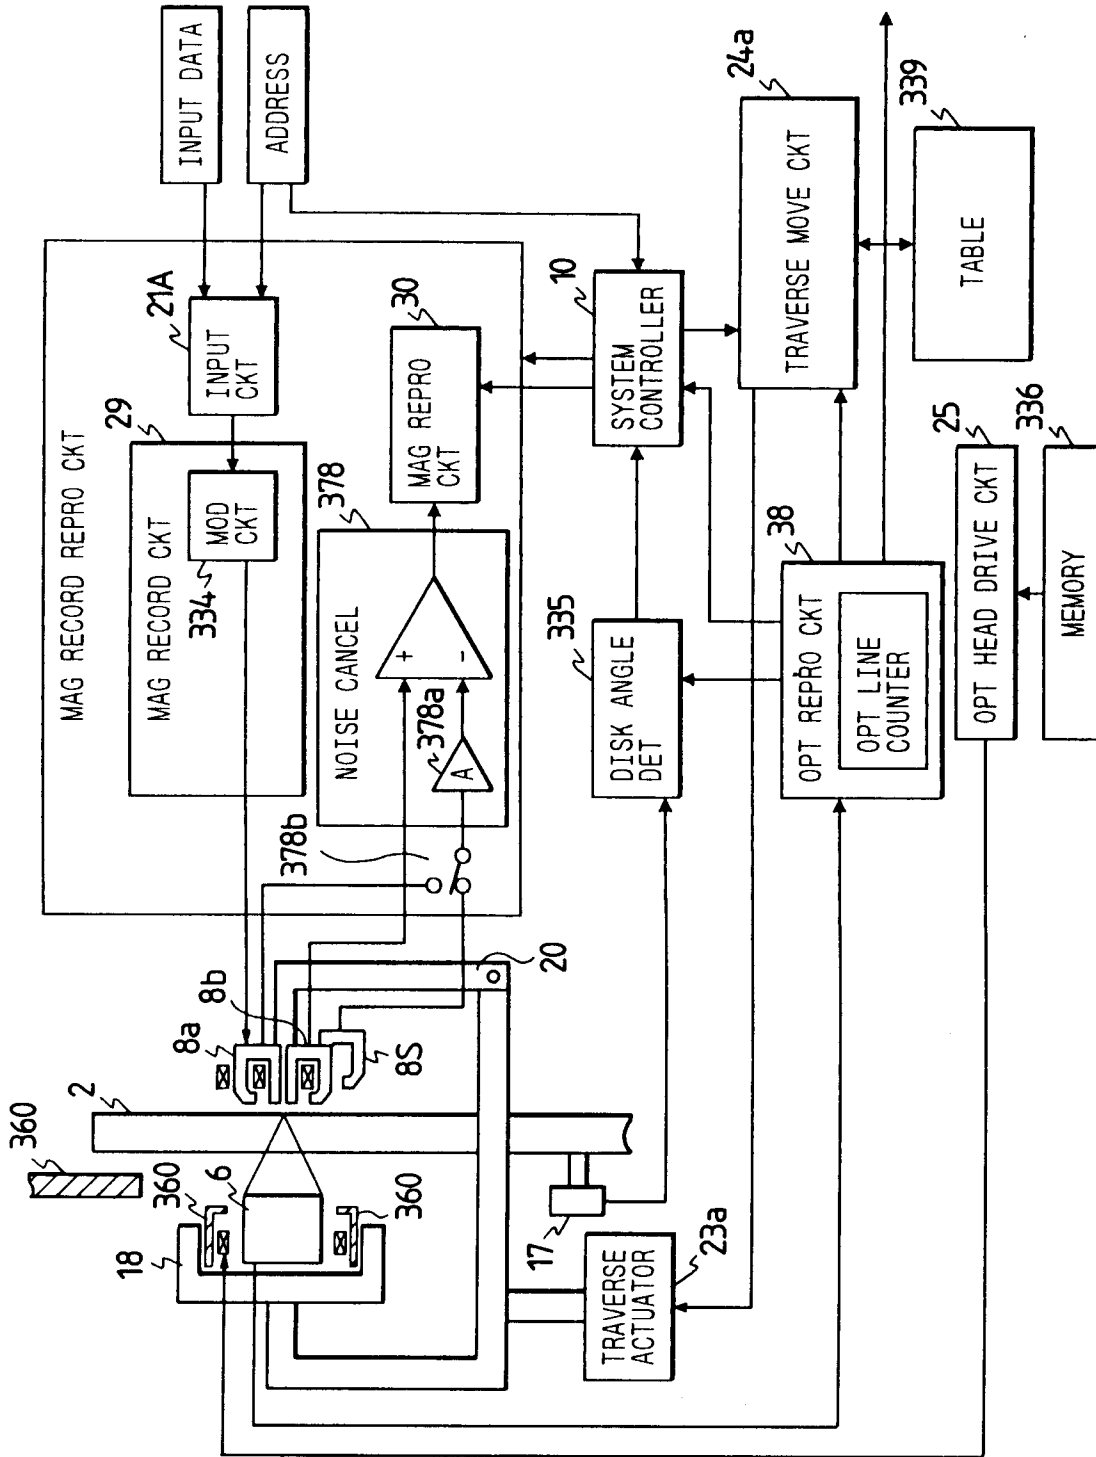 INPUT DATA
ADDRESS
MAG RECORD REPRO CKT
21A
INPUT
CKT
29
MAG RECORD CKT
MOD
CKT
334
30
MAG REPRO
CKT
378
NOISE CANCEL
+
-
378a
A
378b
10
SYSTEM
CONTROLLER
24a
TRAVERSE MOVE CKT
339
TABLE
335
DISK ANGLE
DET
38
OPT REPRO CKT
OPT LINE
COUNTER
25
OPT HEAD DRIVE CKT
336
MEMORY
20
8b
8a
8S
2
360
360
6
360
18
17
23a
TRAVERSE
ACTUATOR